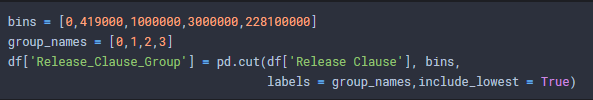 bins = [0,419000,1000000,3000000,228100000]
group_names = [0,1,2,3]
df['Release_Clause_Group'] = pd.cut(df['Release Clause'], bins,
labels = group_names,include_lowest = True)